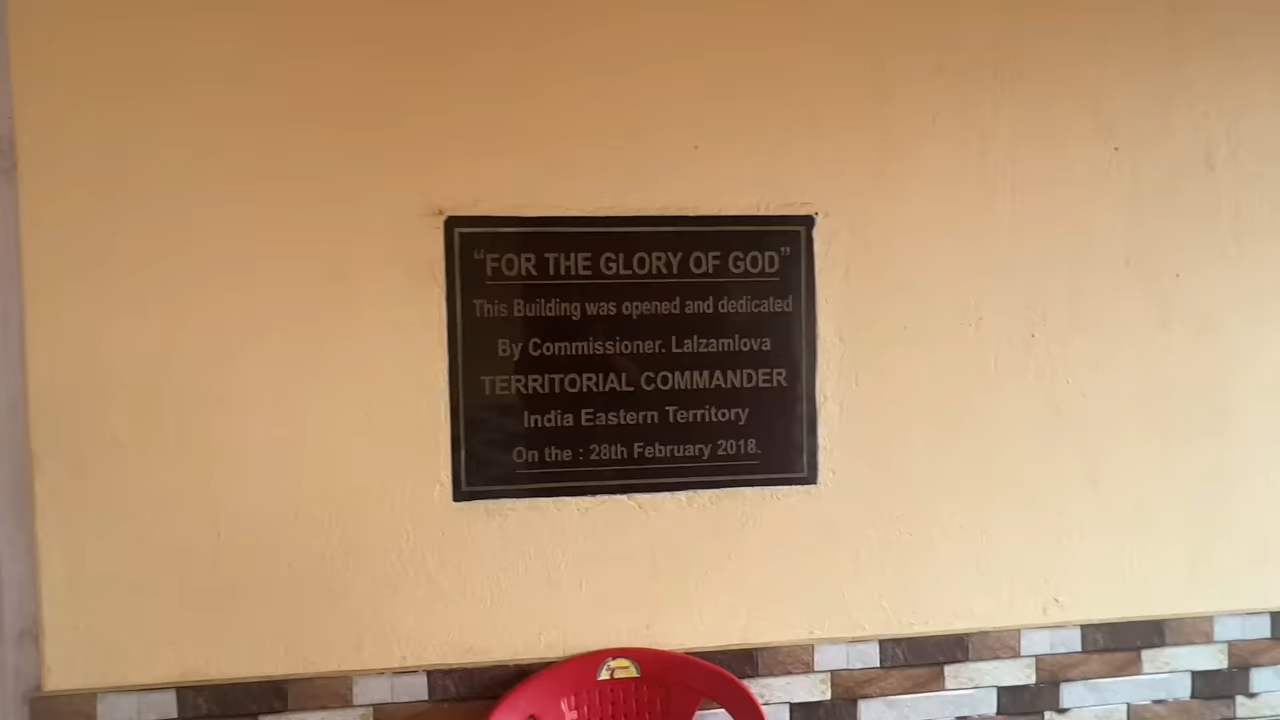 “FOR THE GLORY OF GOD”
This Building was opened and dedicated
By Commissioner. Lalzamlova
TERRITORIAL COMMANDER
India Eastern Territory
On the : 28th February 2018.